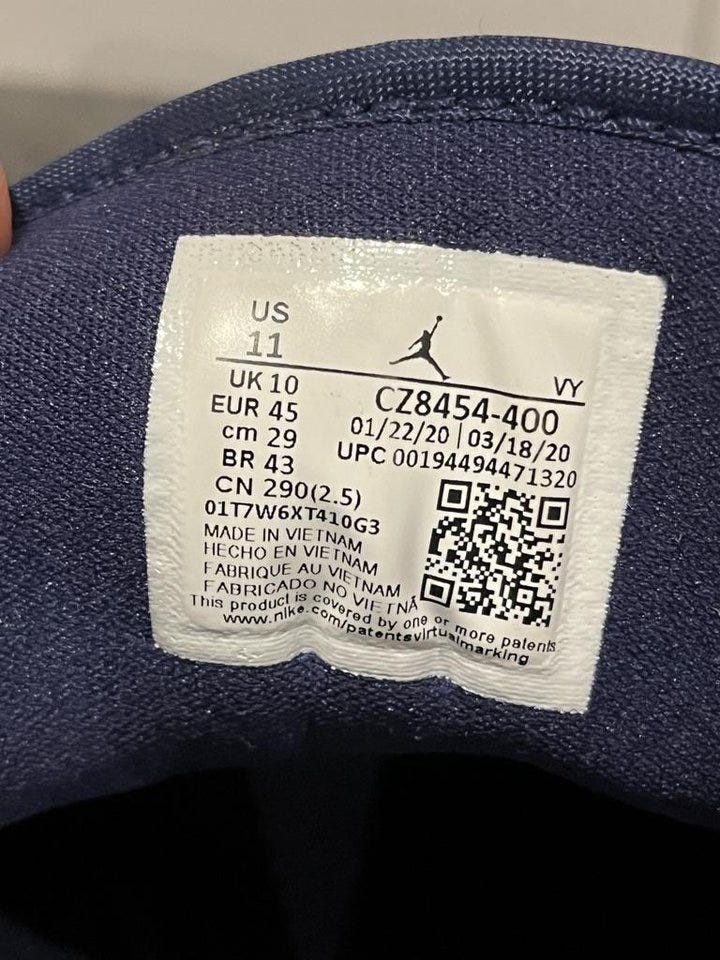 US
11
VY
UK 10
EUR 45
cm 29
BR 43
CN 290(2.5)
CZ8454-400
01/22/20 | 03/18/20
UPC 00194494471320
01T7W6XT410G3
MADE IN VIETNAM
HECHO EN VIETNAM
FABRIQUE AU VIETNAM
FABRICADO NO VIETNÃ
This product is covered by one or more patents
www.nike.com/patentsvirtualmarking